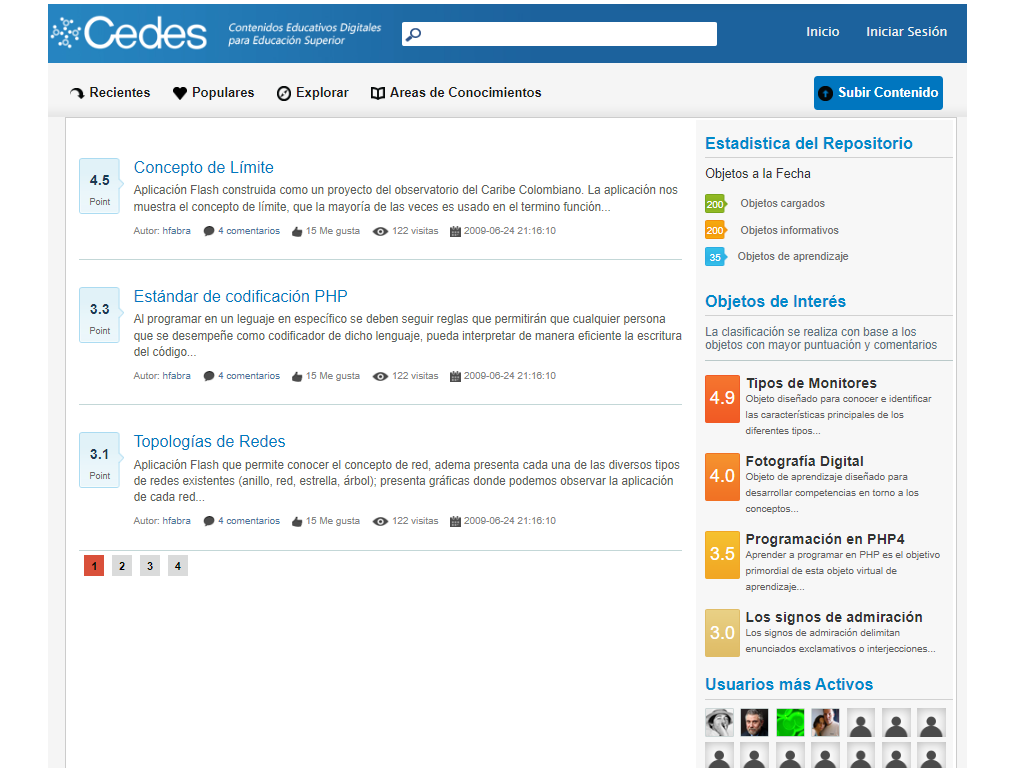 Cedes
Contenidos Educativos Digitales
para Educación Superior
Inicio
Iniciar Sesión
Recientes
Populares
Explorar
Areas de Conocimientos
Subir Contenido
4.5
Point
Concepto de Límite
Aplicación Flash construida como un proyecto del observatorio del Caribe Colombiano. La aplicación nos
muestra el concepto de límite, que la mayoría de las veces es usado en el termino función...
Autor: hfabra 4 comentarios 15 Me gusta 122 visitas 2009-06-24 21:16:10
3.3
Point
Estándar de codificación PHP
Al programar en un leguaje en específico se deben seguir reglas que permitirán que cualquier persona
que se desempeñe como codificador de dicho lenguaje, pueda interpretar de manera eficiente la escritura
del código...
Autor: hfabra 4 comentarios 15 Me gusta 122 visitas 2009-06-24 21:16:10
3.1
Point
Topologías de Redes
Aplicación Flash que permite conocer el concepto de red, adema presenta cada una de las diversos tipos
de redes existentes (anillo, red, estrella, árbol); presenta gráficas donde podemos observar la aplicación
de cada red...
Autor: hfabra 4 comentarios 15 Me gusta 122 visitas 2009-06-24 21:16:10
1 2 3 4
Estadistica del Repositorio
Objetos a la Fecha
200 Objetos cargados
200 Objetos informativos
35 Objetos de aprendizaje
Objetos de Interés
La clasificación se realiza con base a los
objetos con mayor puntuación y comentarios
4.9
Tipos de Monitores
Objeto diseñado para conocer e identificar
las características principales de los
diferentes tipos...
4.0
Fotografía Digital
Objeto de aprendizaje diseñado para
desarrollar competencias en torno a los
conceptos...
3.5
Programación en PHP4
Aprender a programar en PHP es el objetivo
primordial de esta objeto virtual de
aprendizaje...
3.0
Los signos de admiración
Los signos de admiración delimitan
enunciados exclamativos o interjecciones...
Usuarios más Activos